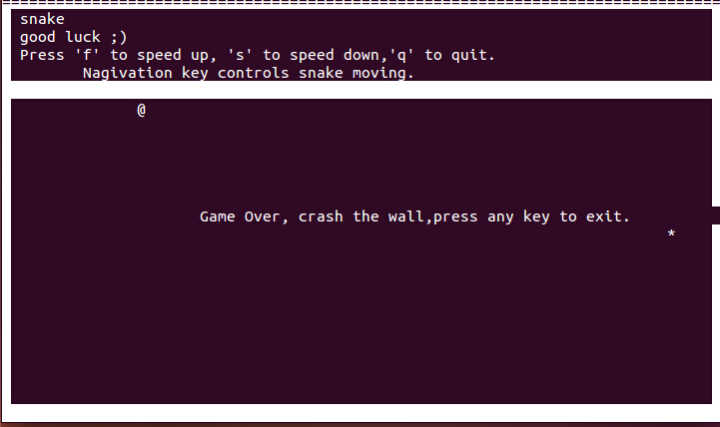 snake
good luck ;)
Press 'f' to speed up, 's' to speed down,'q' to quit.
Nagivation key controls snake moving.
@
Game Over, crash the wall,press any key to exit.
*